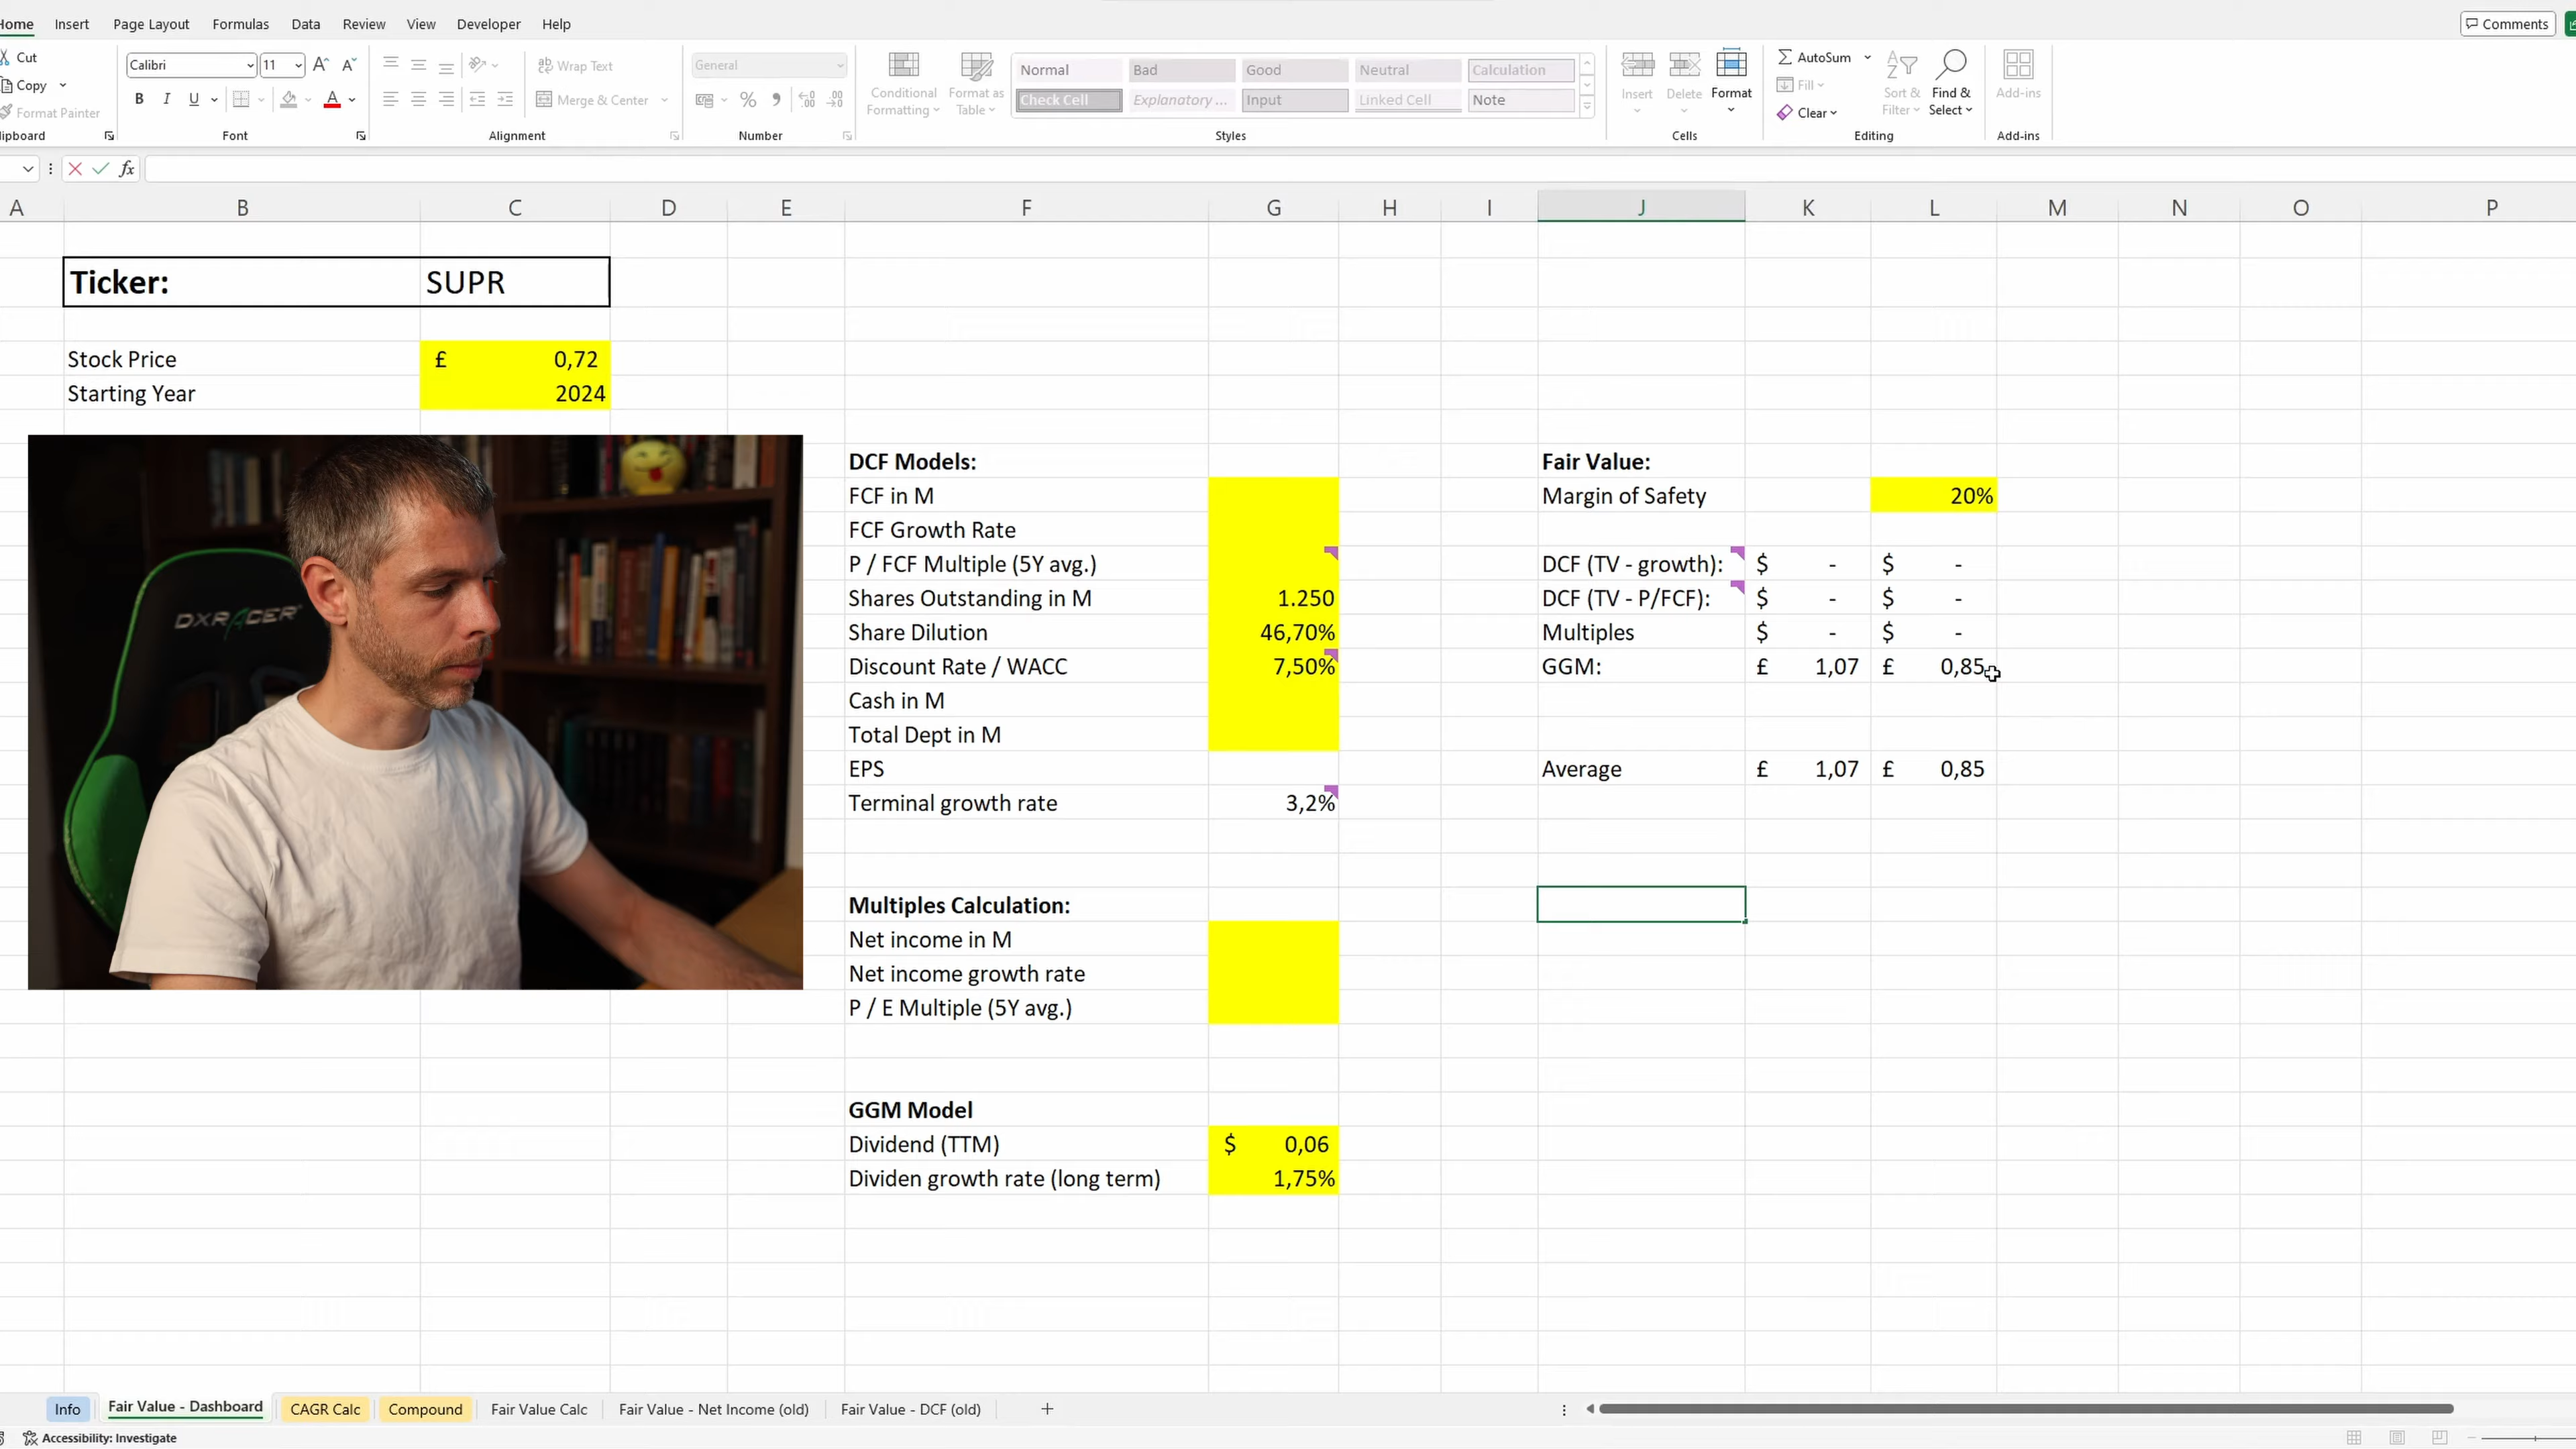 Home Insert Page Layout Formulas Data Review View Developer Help Comments
Cut
Copy
Format Painter
Calibri 11
B I U
Wrap Text
Merge & Center
General
Conditional Formatting
Format as Table
Normal Bad Good Neutral Calculation
Check Cell Explanatory ... Input Linked Cell Note
Insert Delete Format
AutoSum
Fill
Clear
Sort & Filter
Find & Select
Add-ins
Font Alignment Number Styles Cells Editing Add-ins
fx
A B C D E F G H I J K L M N O P
Ticker: SUPR
Stock Price £ 0,72
Starting Year 2024
DXRACER
DCF Models:
FCF in M
FCF Growth Rate
P / FCF Multiple (5Y avg.)
Shares Outstanding in M 1.250
Share Dilution 46,70%
Discount Rate / WACC 7,50%
Cash in M
Total Dept in M
EPS
Terminal growth rate 3,2%
Multiples Calculation:
Net income in M
Net income growth rate
P / E Multiple (5Y avg.)
GGM Model
Dividend (TTM) $ 0,06
Dividen growth rate (long term) 1,75%
Fair Value:
Margin of Safety 20%
DCF (TV - growth): $ - $ -
DCF (TV - P/FCF): $ - $ -
Multiples $ - $ -
GGM: £ 1,07 £ 0,85
Average £ 1,07 £ 0,85
Info Fair Value - Dashboard CAGR Calc Compound Fair Value Calc Fair Value - Net Income (old) Fair Value - DCF (old)
Accessibility: Investigate